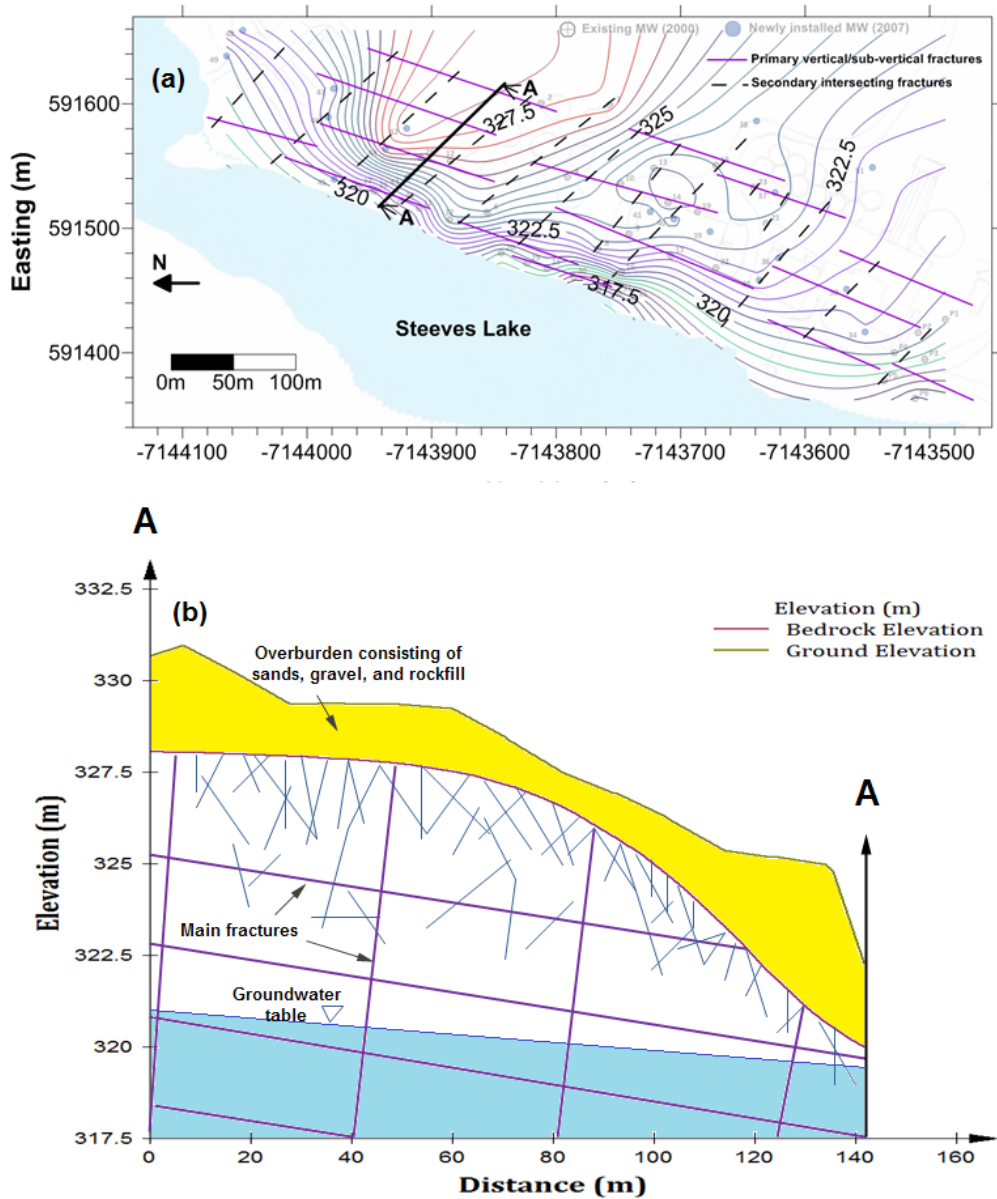 Existing MW (2000)
Newly installed MW (2007)
(a)
Primary vertical/sub-vertical fractures
Secondary intersecting fractures
A
327.5
325
322.5
320
322.5
317.5
320
A
N
Steeves Lake
0m 50m 100m
Easting (m)
591600
591500
591400
-7144100 -7144000 -7143900 -7143800 -7143700 -7143600 -7143500
A
(b)
332.5
330
327.5
325
322.5
320
317.5
Elevation (m)
Overburden consisting of
sands, gravel, and rockfill
Elevation (m)
Bedrock Elevation
Ground Elevation
A
Main fractures
Groundwater
table
0 20 40 60 80 100 120 140 160
Distance (m)